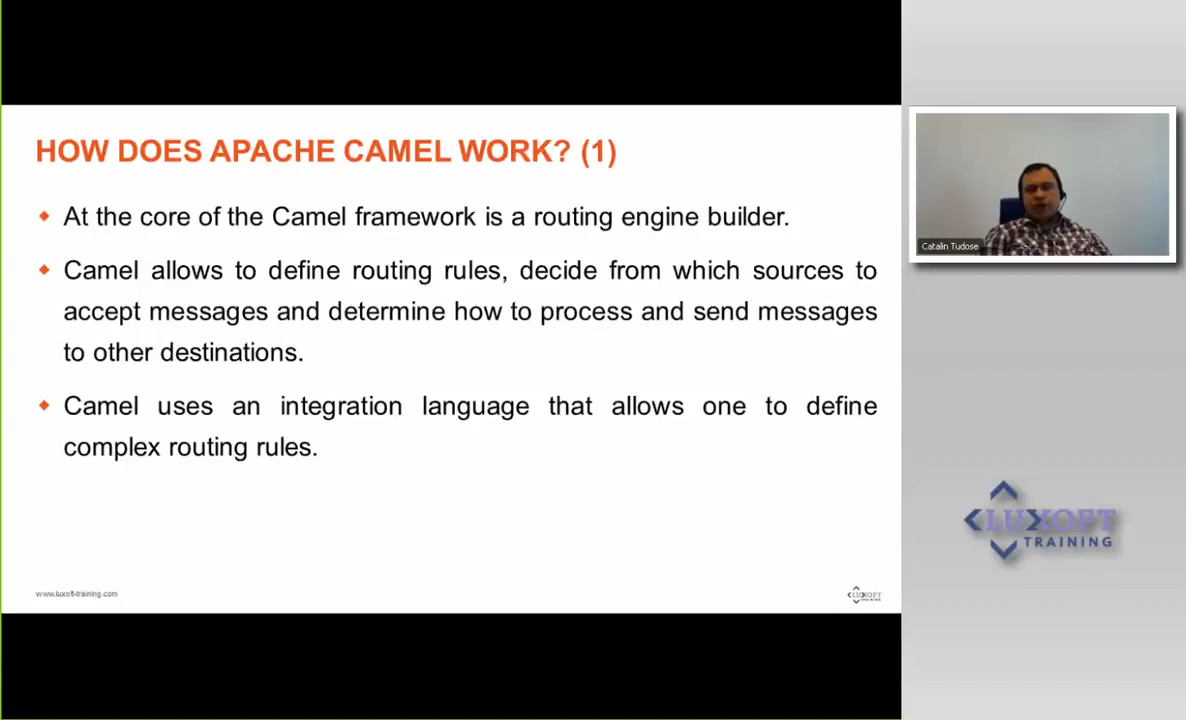 HOW DOES APACHE CAMEL WORK? (1)
At the core of the Camel framework is a routing engine builder.
Camel allows to define routing rules, decide from which sources to
accept messages and determine how to process and send messages
to other destinations.
Camel uses an integration language that allows one to define
complex routing rules.
www.luxoft-training.com
LUXOFT
TRAINING
Catalin Tudose
LUXOFT
TRAINING